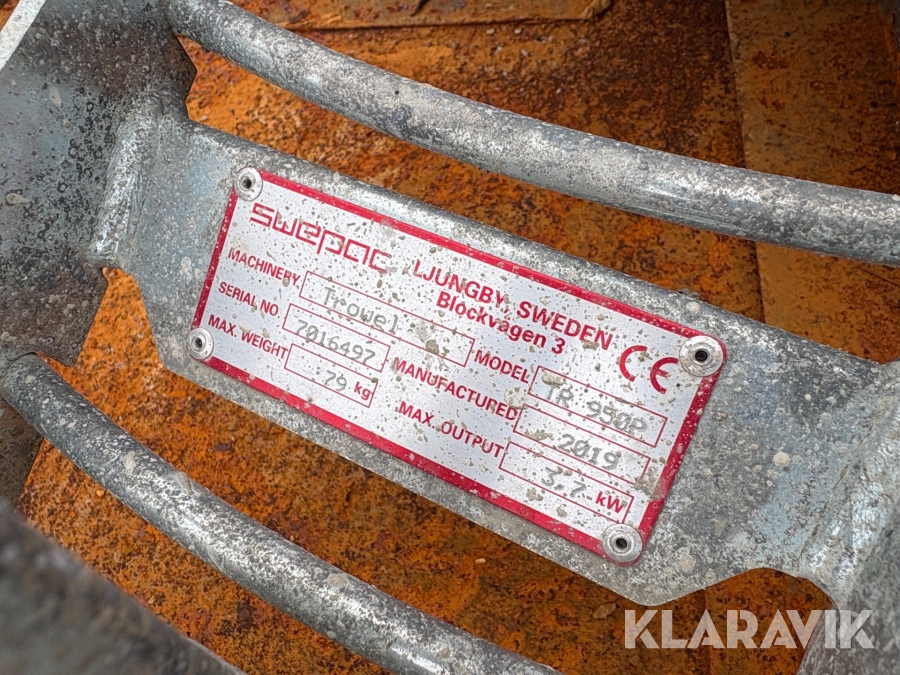 swepac LJUNGBY, SWEDEN
Blockvägen 3
MACHINERY Trowel MODEL TR 950P
SERIAL NO. 7016497 MANUFACTURED 2019
MAX. WEIGHT 79 kg MAX. OUTPUT 3.7 kW
CE
KLARAVIK